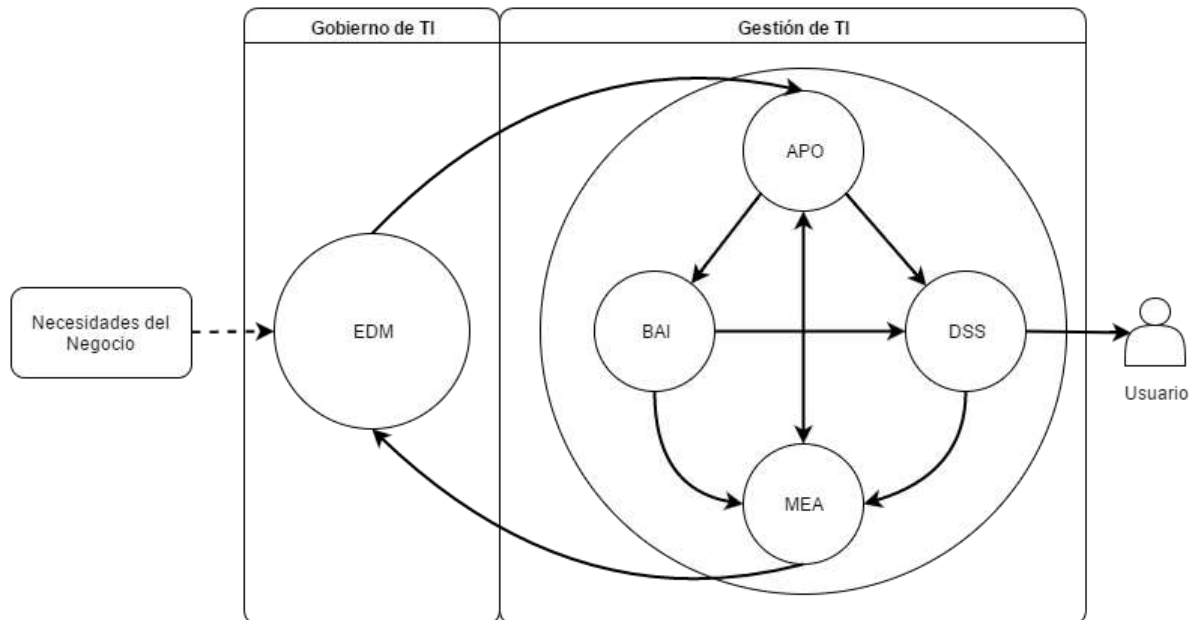 Gobierno de TI
Gestión de TI
APO
Necesidades del
Negocio
EDM
BAI
DSS
Usuario
MEA